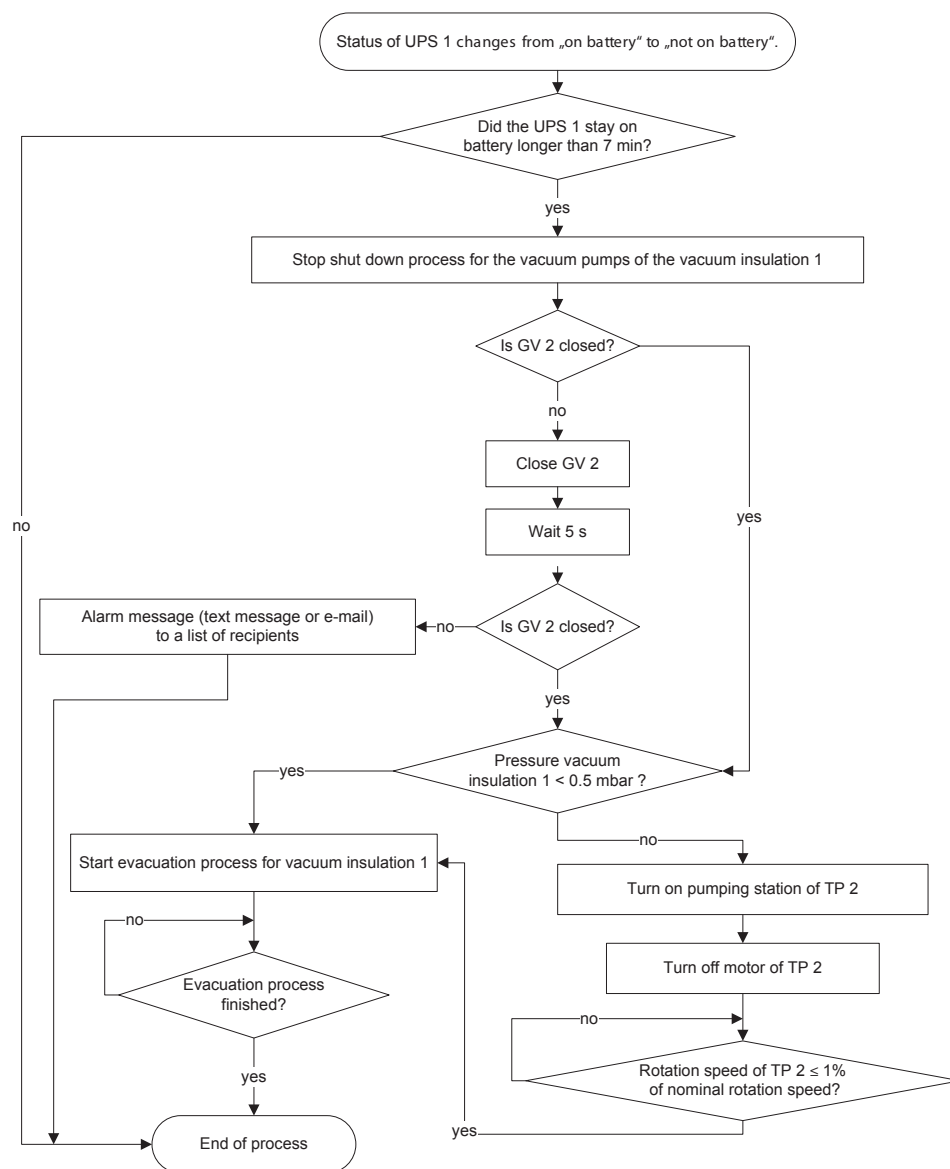 Status of UPS 1 changes from „on battery“ to „not on battery“.
Did the UPS 1 stay on
battery longer than 7 min?
yes
Stop shut down process for the vacuum pumps of the vacuum insulation 1
Is GV 2 closed?
no
Close GV 2
no
yes
Wait 5 s
Alarm message (text message or e-mail)
to a list of recipients
no
Is GV 2 closed?
yes
Pressure vacuum
insulation 1 < 0.5 mbar ?
yes
no
Start evacuation process for vacuum insulation 1
Turn on pumping station of TP 2
no
Turn off motor of TP 2
Evacuation process
finished?
no
Rotation speed of TP 2 ≤ 1%
of nominal rotation speed?
yes
yes
End of process